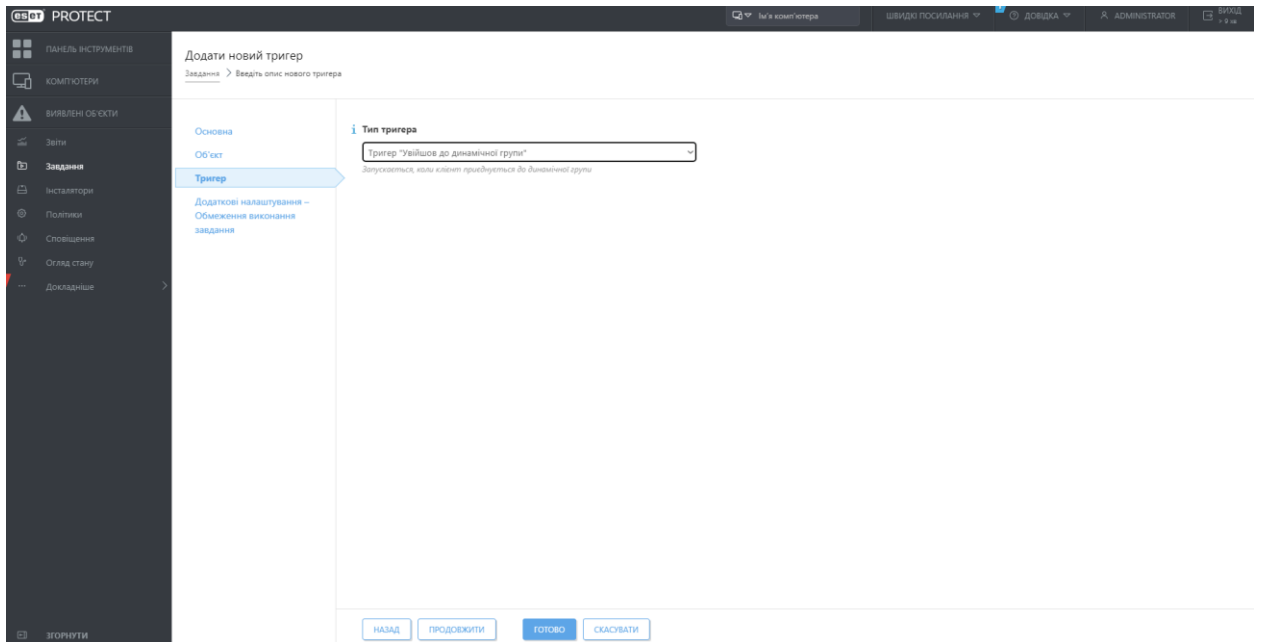 eset PROTECT
Ім'я комп'ютера
ШВИДКІ ПОСИЛАННЯ
ДОВІДКА
ADMINISTRATOR
ВИХІД
> 9 хв
ПАНЕЛЬ ІНСТРУМЕНТІВ
КОМП'ЮТЕРИ
ВИЯВЛЕНІ ОБ'ЄКТИ
Звіти
Завдання
Інсталятори
Політики
Сповіщення
Огляд стану
Докладніше
ЗГОРНУТИ
Додати новий тригер
Завдання > Введіть опис нового тригера
Основна
Об'єкт
Тригер
Додаткові налаштування –
Обмеження виконання
завдання
Тип тригера
Тригер "Увійшов до динамічної групи"
Запускається, коли клієнт приєднується до динамічної групи
НАЗАД
ПРОДОВЖИТИ
ГОТОВО
СКАСУВАТИ